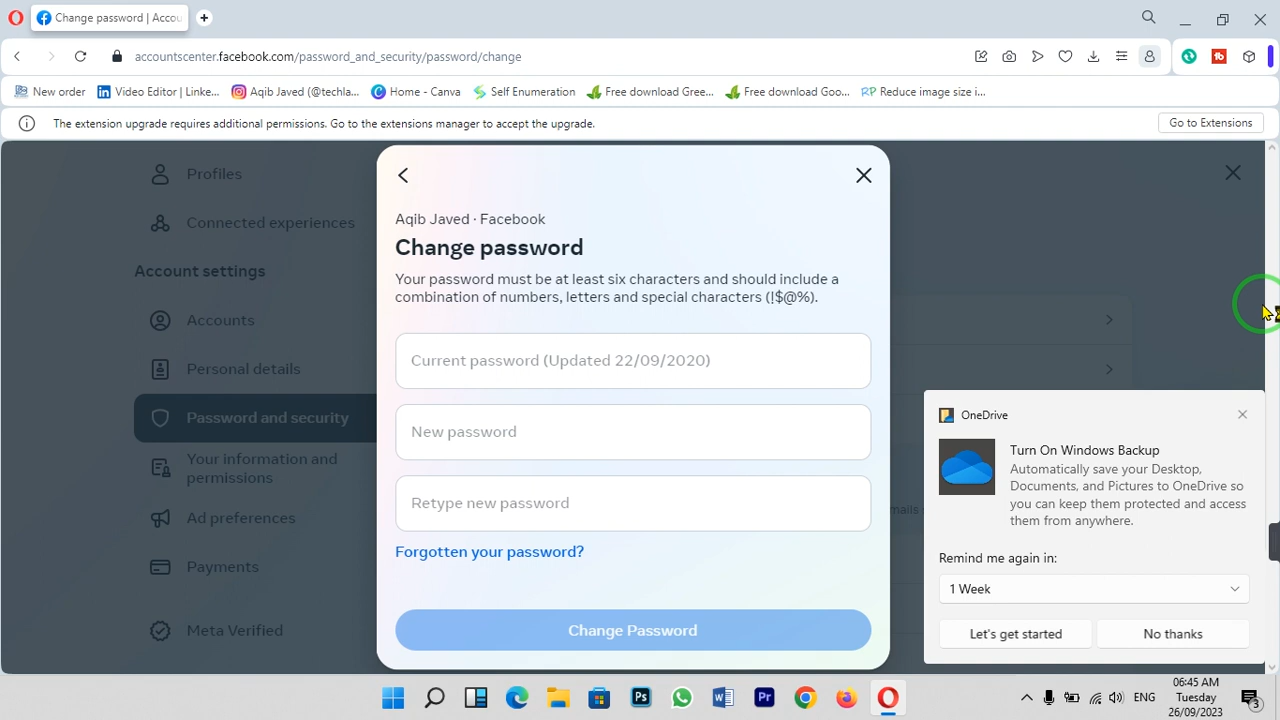 Change password | Accou
accountscenter.facebook.com/password_and_security/password/change
New order
Video Editor | Linke...
Aqib Javed (@techla...
Home - Canva
Self Enumeration
Free download Gree...
Free download Goo...
RP Reduce image size i...
The extension upgrade requires additional permissions. Go to the extensions manager to accept the upgrade.
Go to Extensions
Profiles
Connected experiences
Account settings
Accounts
Personal details
Password and security
Your information and
permissions
Ad preferences
Payments
Meta Verified
Aqib Javed · Facebook
Change password
Your password must be at least six characters and should include a
combination of numbers, letters and special characters (!$@%).
Current password (Updated 22/09/2020)
New password
Retype new password
Forgotten your password?
Change Password
mails
OneDrive
Turn On Windows Backup
Automatically save your Desktop,
Documents, and Pictures to OneDrive so
you can keep them protected and access
them from anywhere.
Remind me again in:
1 Week
Let's get started
No thanks
Ps
W
Pr
ENG
06:45 AM
Tuesday
26/09/2023
3